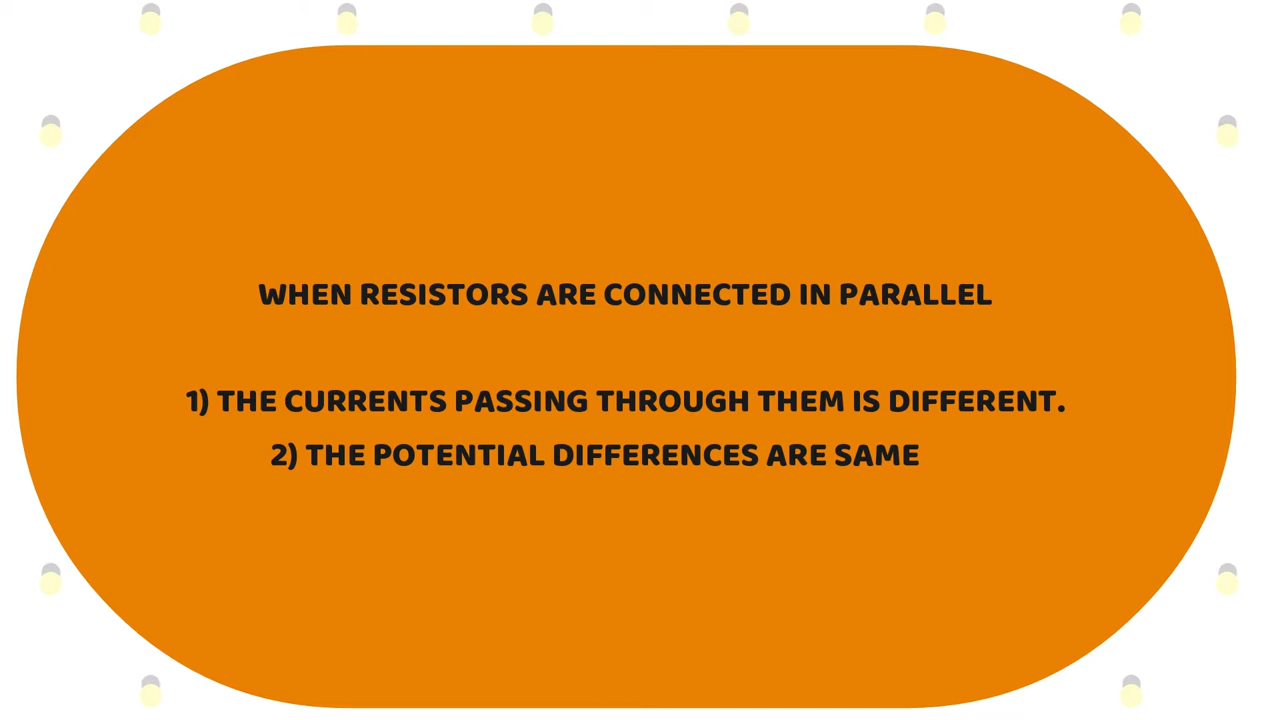 WHEN RESISTORS ARE CONNECTED IN PARALLEL
1) THE CURRENTS PASSING THROUGH THEM IS DIFFERENT.
2) THE POTENTIAL DIFFERENCES ARE SAME